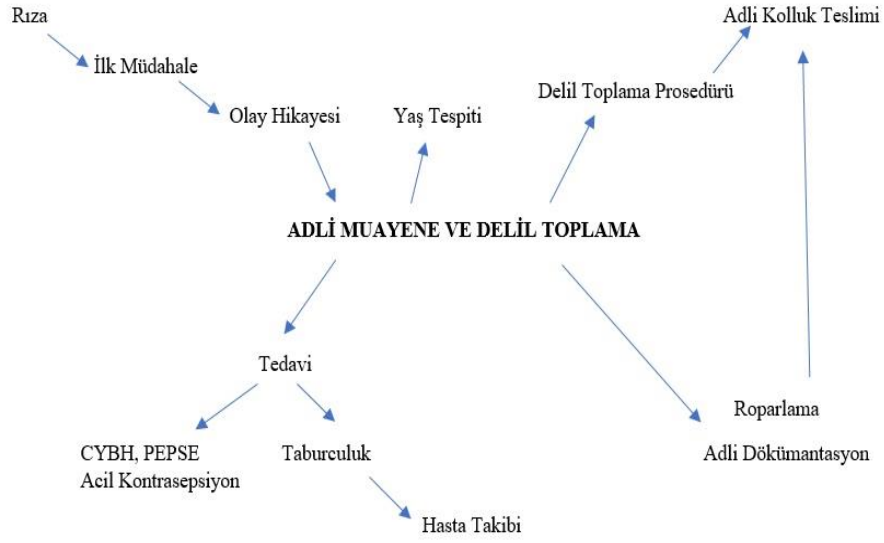 Rıza
Adli Kolluk Teslimi
İlk Müdahale
Delil Toplama Prosedürü
Olay Hikayesi
Yaş Tespiti
ADLİ MUAYENE VE DELİL TOPLAMA
Tedavi
Roparlama
CYBH, PEPSE
Acil Kontrasepsiyon
Taburculuk
Adli Dökümantasyon
Hasta Takibi